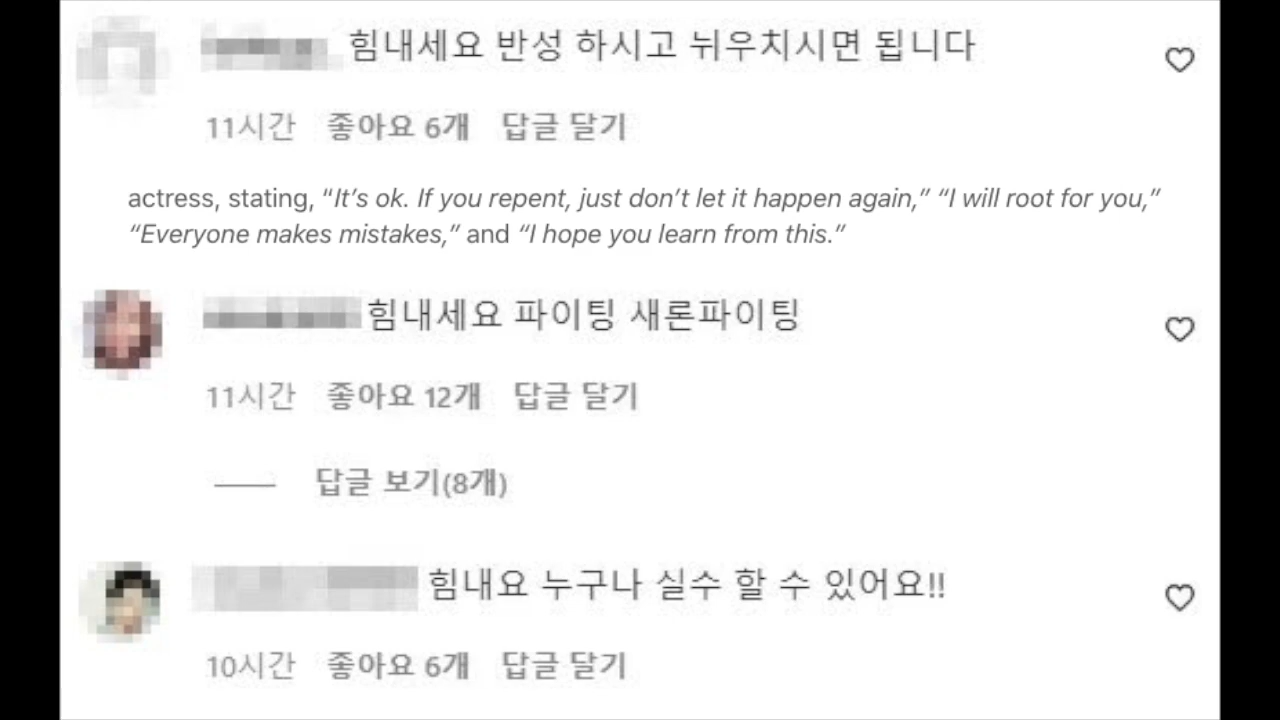 힘내세요 반성 하시고 뉘우치시면 됩니다
11시간 좋아요 6개 답글 달기
actress, stating, “It’s ok. If you repent, just don’t let it happen again,” “I will root for you,”
“Everyone makes mistakes,” and “I hope you learn from this.”
힘내세요 파이팅 새론파이팅
11시간 좋아요 12개 답글 달기
답글 보기(8개)
힘내요 누구나 실수 할 수 있어요!!
10시간 좋아요 6개 답글 달기